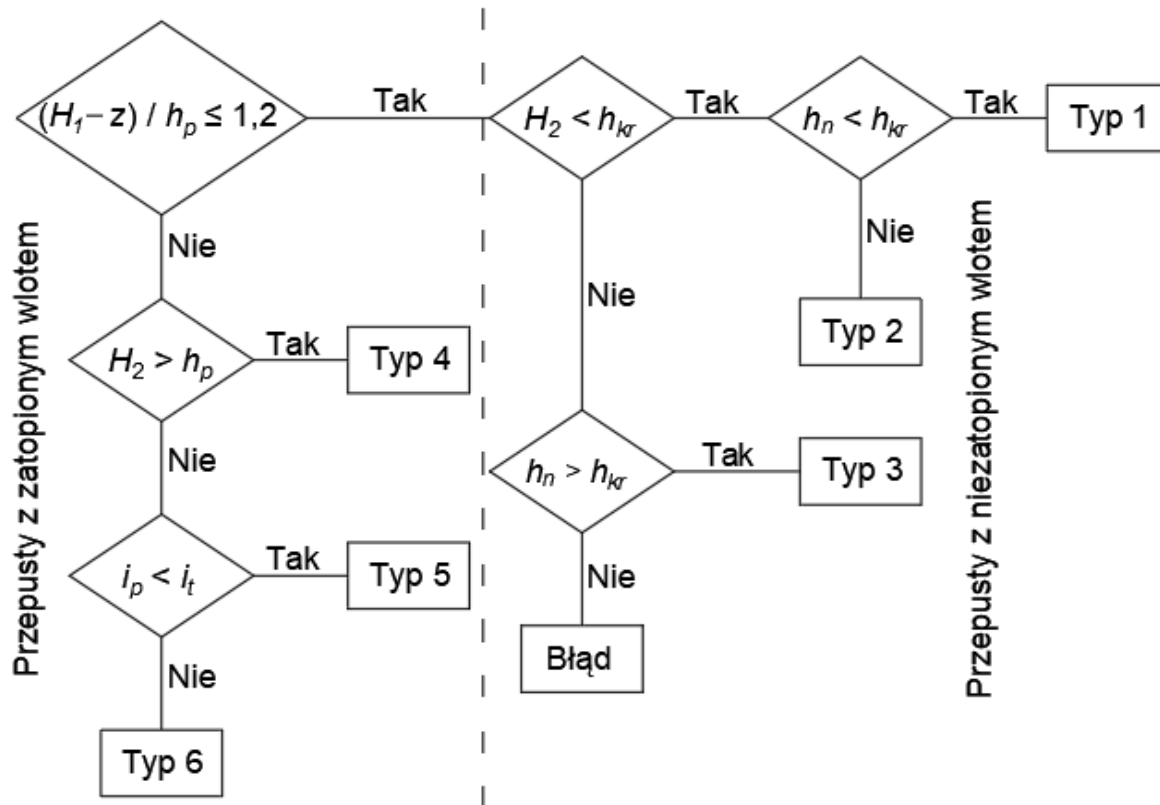 (H₁ – z) / hₚ ≤ 1,2
Tak
H₂ < hₖᵣ
Tak
hₙ < hₖᵣ
Tak
Typ 1
Nie
Nie
Nie
Typ 2
H₂ > hₚ
Tak
Typ 4
Nie
hₙ > hₖᵣ
Tak
Typ 3
iₚ < iₜ
Tak
Typ 5
Nie
Nie
Błąd
Typ 6
Przepusty z zatopionym wlotem
Przepusty z niezatopionym wlotem